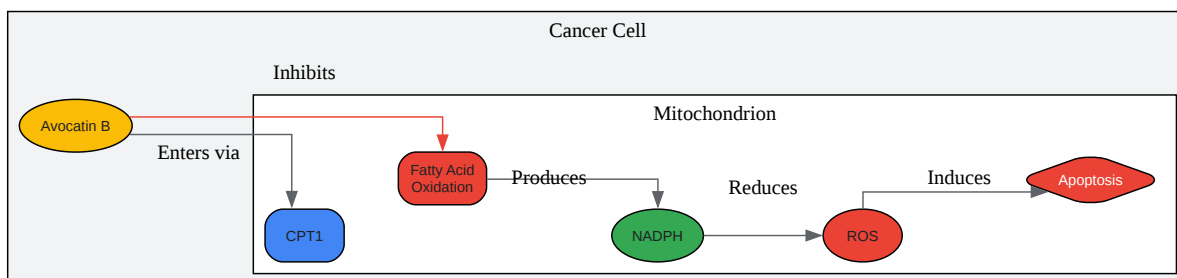 Cancer Cell
Inhibits
Mitochondrion
Avocatin B
Enters via
Fatty Acid
Oxidation
Produces
Reduces
Induces
Apoptosis
CPT1
NADPH
ROS